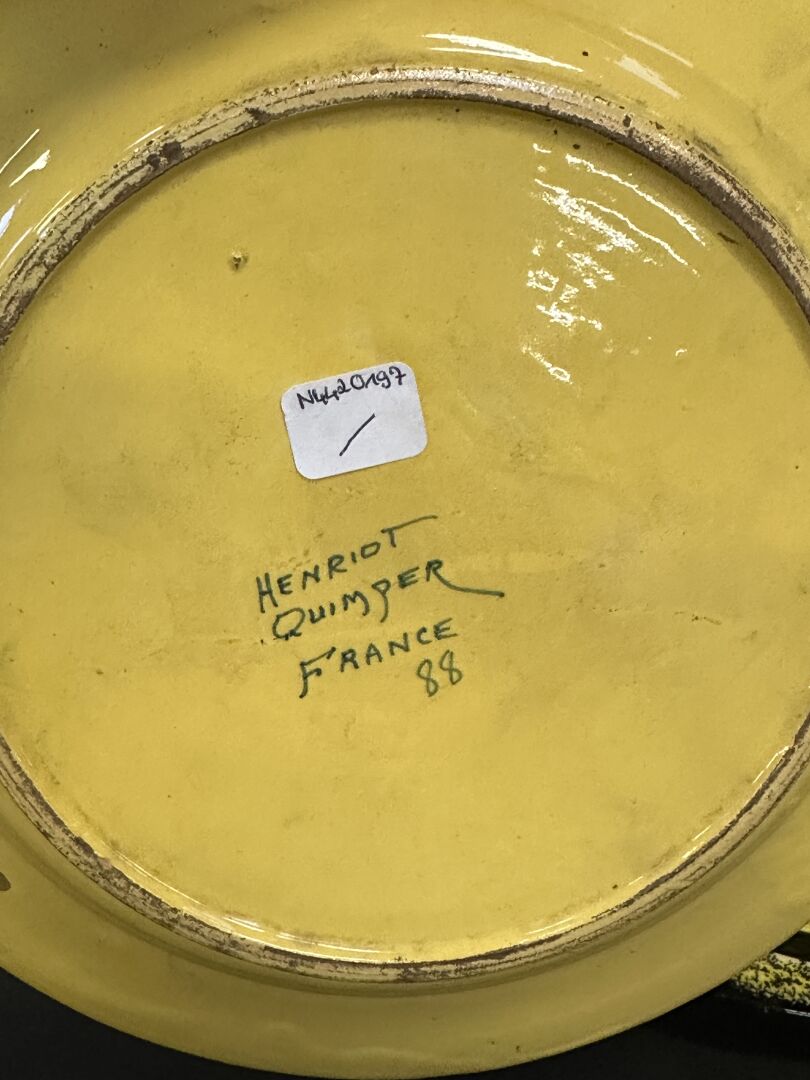 N4420197
/
HENRIOT
QUIMPER
FRANCE
88